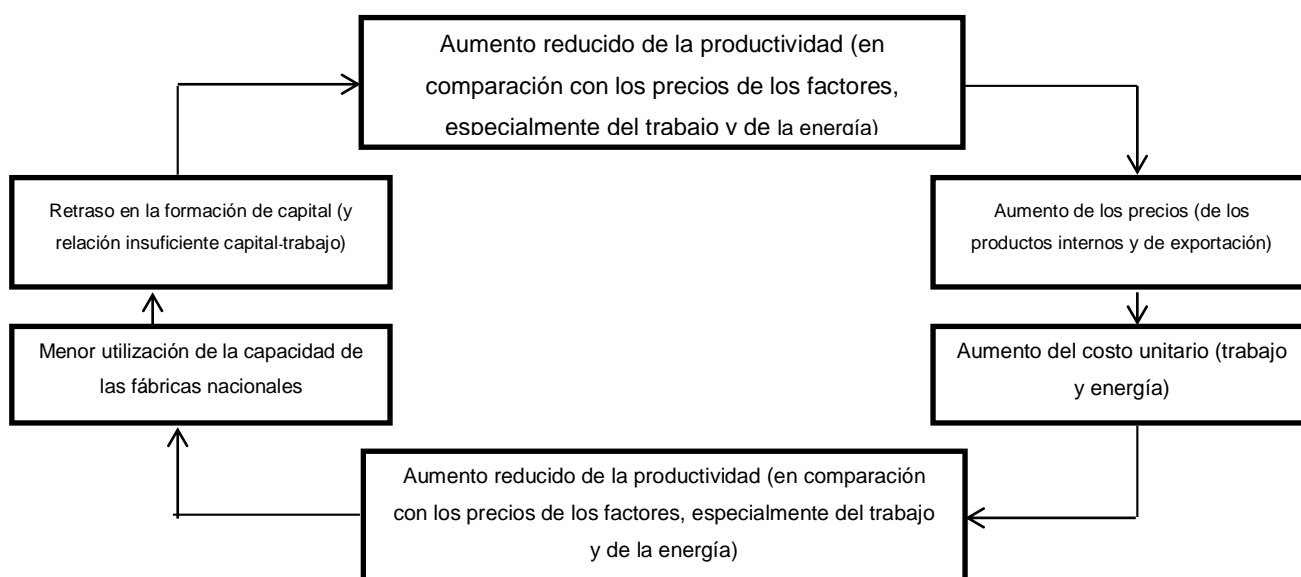 Aumento reducido de la productividad (en
comparación con los precios de los factores,
especialmente del trabajo y de la energía)
Retraso en la formación de capital (y
relación insuficiente capital-trabajo)
Aumento de los precios (de los
productos internos y de exportación)
Menor utilización de la capacidad de
las fábricas nacionales
Aumento del costo unitario (trabajo
y energía)
Aumento reducido de la productividad (en comparación
con los precios de los factores, especialmente del trabajo
y de la energía)